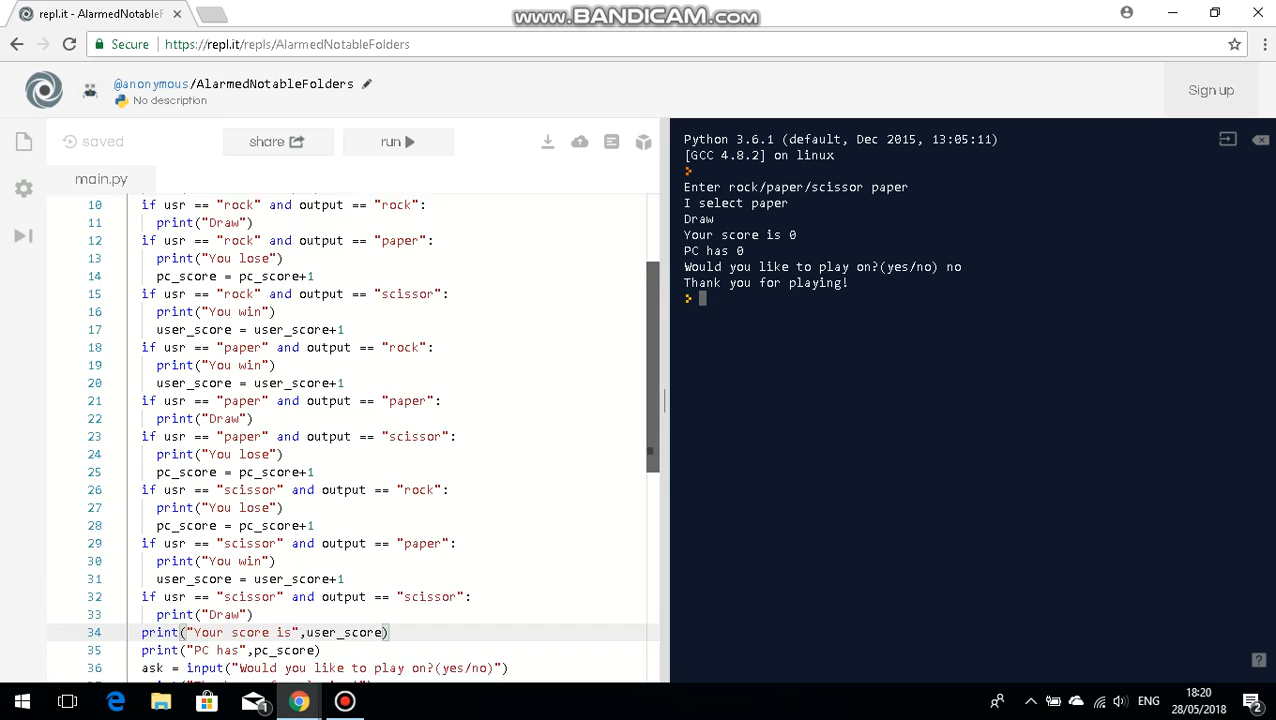 www.BANDICAM.com
repl.it - AlarmedNotableF
Secure
https://repl.it/repls/AlarmedNotableFolders
@anonymous/AlarmedNotableFolders
No description
Sign up
saved
share
run
main.py
10 if usr == "rock" and output == "rock":
11 print("Draw")
12 if usr == "rock" and output == "paper":
13 print("You lose")
14 pc_score = pc_score+1
15 if usr == "rock" and output == "scissor":
16 print("You win")
17 user_score = user_score+1
18 if usr == "paper" and output == "rock":
19 print("You win")
20 user_score = user_score+1
21 if usr == "paper" and output == "paper":
22 print("Draw")
23 if usr == "paper" and output == "scissor":
24 print("You lose")
25 pc_score = pc_score+1
26 if usr == "scissor" and output == "rock":
27 print("You lose")
28 pc_score = pc_score+1
29 if usr == "scissor" and output == "paper":
30 print("You win")
31 user_score = user_score+1
32 if usr == "scissor" and output == "scissor":
33 print("Draw")
34 print("Your score is",user_score)
35 print("PC has",pc_score)
36 ask = input("Would you like to play on?(yes/no)")
Python 3.6.1 (default, Dec 2015, 13:05:11)
[GCC 4.8.2] on linux
Enter rock/paper/scissor paper
I select paper
Draw
Your score is 0
PC has 0
Would you like to play on?(yes/no) no
Thank you for playing!
?
1
ENG
18:20
28/05/2018
2